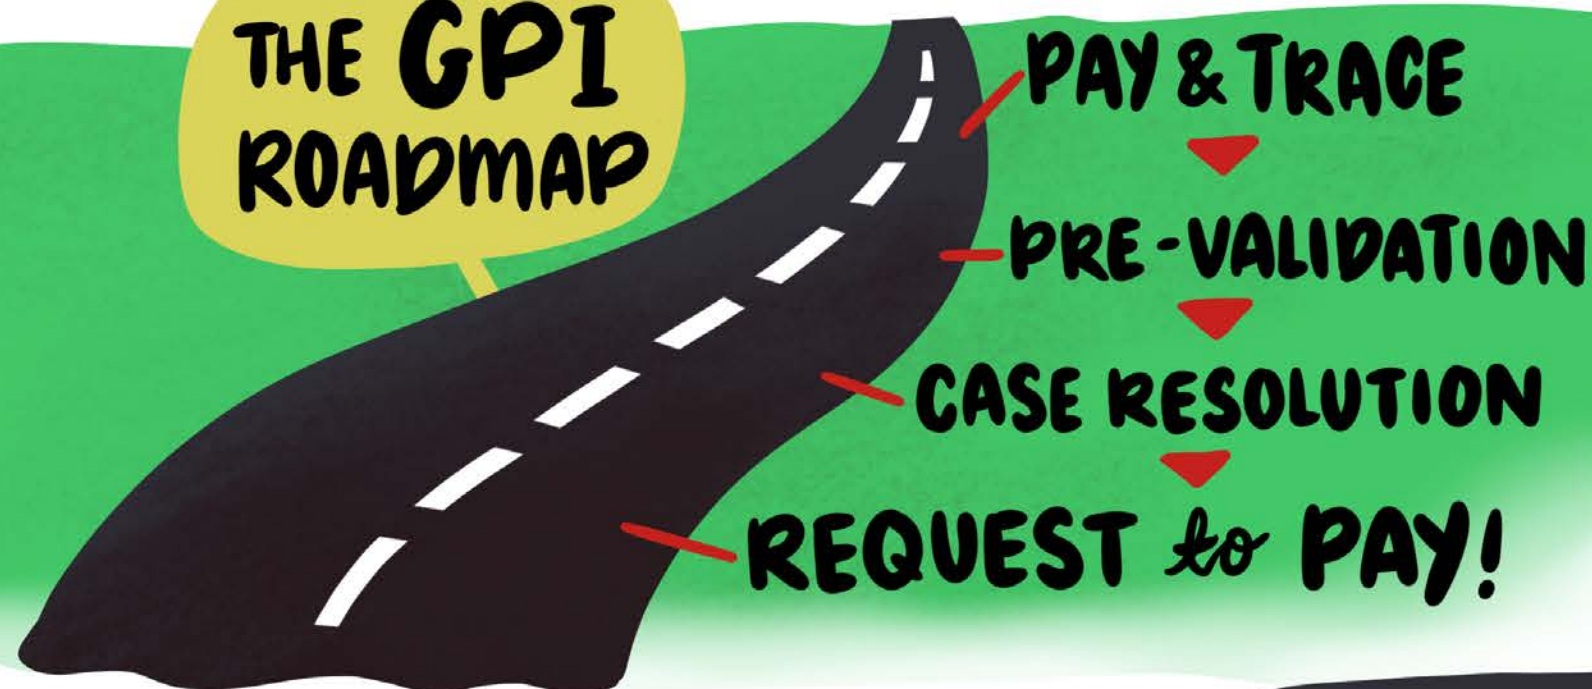 THE GPI
ROADMAP
PAY & TRACE
PRE-VALIDATION
CASE RESOLUTION
REQUEST to PAY!